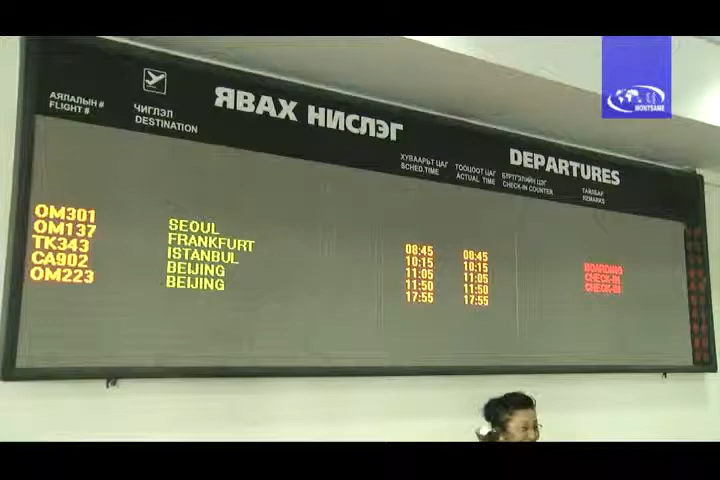 MONTSAME
ЯВАХ НИСЛЭГ DEPARTURES
АЯЛАЛЫН # ЧИГЛЭЛ ХУВААРЬТ ЦАГ ТООЦООТ ЦАГ БҮРТГЭЛИЙН ЦЭГ ТАЙЛБАР
FLIGHT # DESTINATION SCHED.TIME ACTUAL TIME CHECK-IN COUNTER REMARKS
OM301 SEOUL 08:45 08:45 BOARDING
OM137 FRANKFURT 10:15 10:15 CHECK-IN
TK343 ISTANBUL 11:05 11:05 CHECK-IN
CA902 BEIJING 11:50 11:50
OM223 BEIJING 17:55 17:55